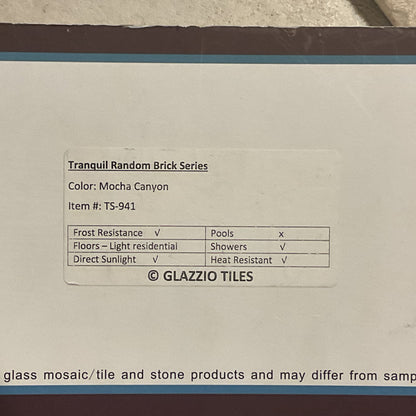 Tranquil Random Brick Series
Color: Mocha Canyon
Item #: TS-941
Frost Resistance √ Pools x
Floors – Light residential Showers √
Direct Sunlight √ Heat Resistant √
© GLAZZIO TILES
glass mosaic/tile and stone products and may differ from samp